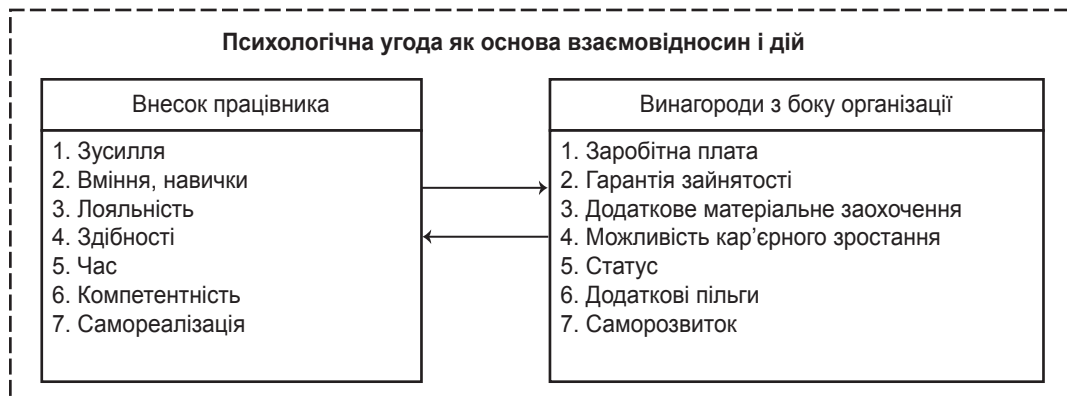 Психологічна угода як основа взаємовідносин і дій
Внесок працівника
1. Зусилля
2. Вміння, навички
3. Лояльність
4. Здібності
5. Час
6. Компетентність
7. Самореалізація
Винагороди з боку організації
1. Заробітна плата
2. Гарантія зайнятості
3. Додаткове матеріальне заохочення
4. Можливість кар’єрного зростання
5. Статус
6. Додаткові пільги
7. Саморозвиток